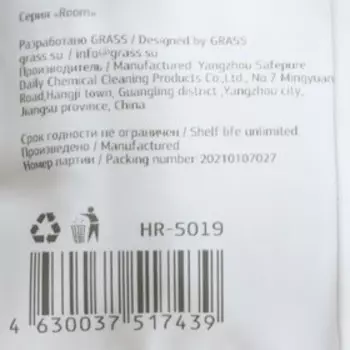 Серия «Room»
Разработано GRASS / Designed by GRASS
grass.su / info@grass.su
Производитель / Manufactured Yangzhou Safepure
Daily Chemical Cleaning Products Co.,Ltd., No 7 Mingyuan
Road,Hangji town, Guangling district ,Yangzhou city,
Jiangsu province, China
Срок годности не ограничен / Shelf life unlimited.
Произведено / Manufactured
Номер партии / Packing number 20210107027
HR-5019
4 630037 517439